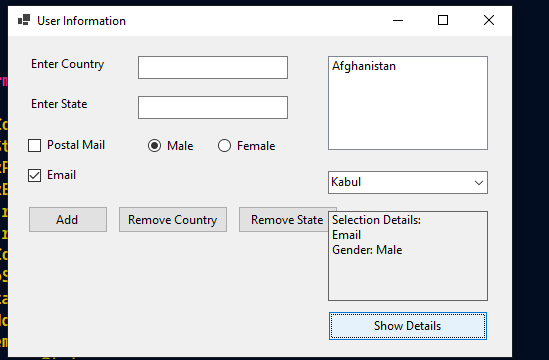 User Information
Enter Country
Afghanistan
Enter State
Postal Mail
Male
Female
Email
Kabul
Add
Remove Country
Remove State
Selection Details:
Email
Gender: Male
Show Details